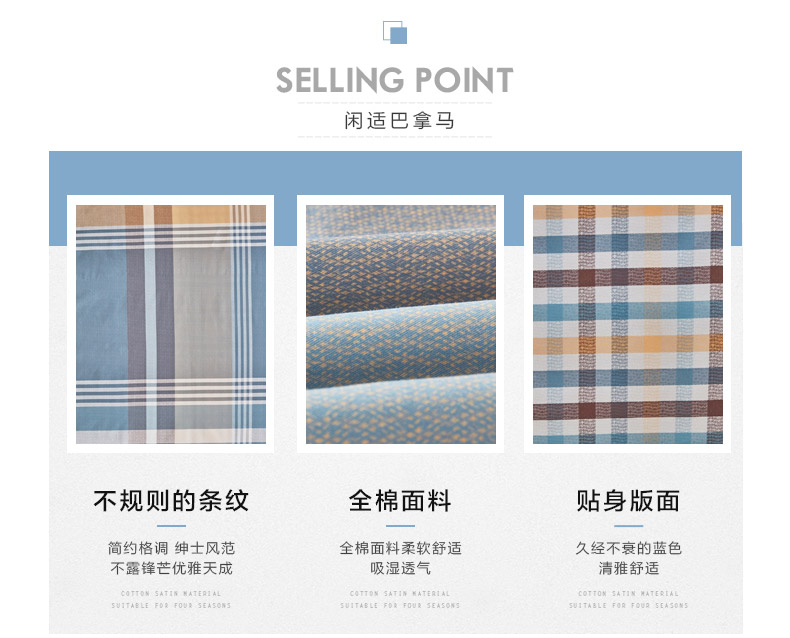 SELLING POINT
闲适巴拿马
不规则的条纹
简约格调 绅士风范
不露锋芒优雅天成
COTTON SATIN MATERIAL
SUITABLE FOR FOUR SEASONS
全棉面料
全棉面料柔软舒适
吸湿透气
COTTON SATIN MATERIAL
SUITABLE FOR FOUR SEASONS
贴身版面
久经不衰的蓝色
清雅舒适
COTTON SATIN MATERIAL
SUITABLE FOR FOUR SEASONS